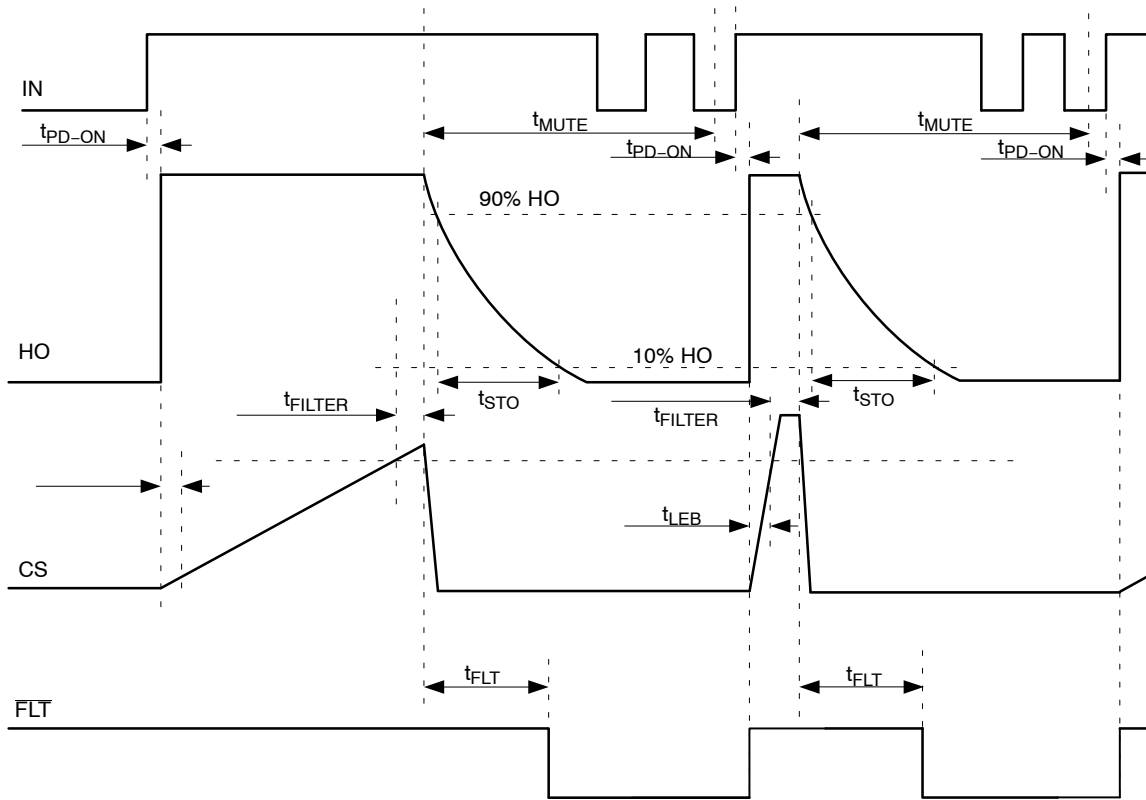 IN
tPD−ON
tMUTE
tPD−ON
tMUTE
tPD−ON
90% HO
HO
10% HO
tFILTER
tSTO
tFILTER
tSTO
tLEB
CS
tFLT
tFLT
FLT